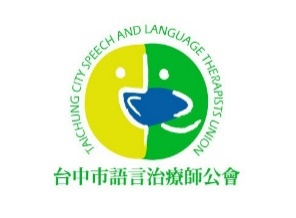 TAICHUNG CITY SPEECH AND LANGUAGE THERAPISTS UNION
台中市語言治療師公會